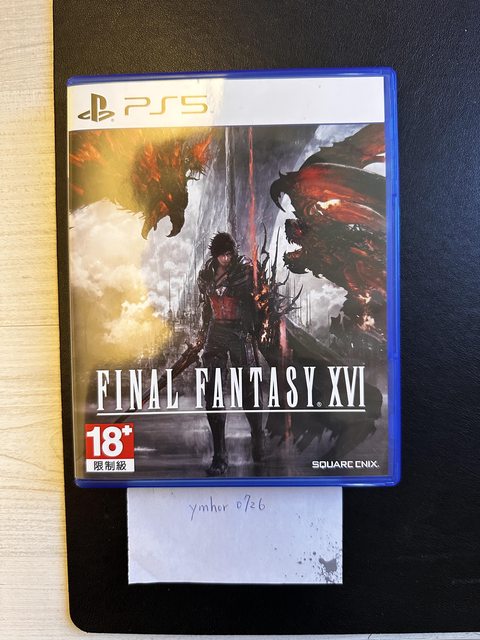 PS5
FINAL FANTASY XVI
18+
限制級
SQUARE ENIX
ymhor 0726